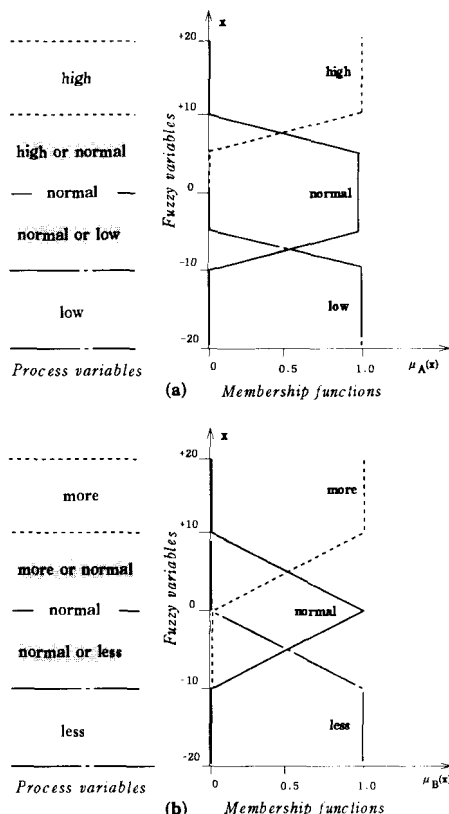 x
+20
high
high
+10
high or normal
Fuzzy variables
normal
0
normal
normal or low
-10
low
low
-20
0
0.5
1.0
μA(x)
Process variables
(a)
Membership functions
x
+20
more
more
+10
more or normal
Fuzzy variables
normal
0
normal
normal or less
-10
less
less
-20
0
0.5
1.0
μB(x)
Process variables
(b)
Membership functions